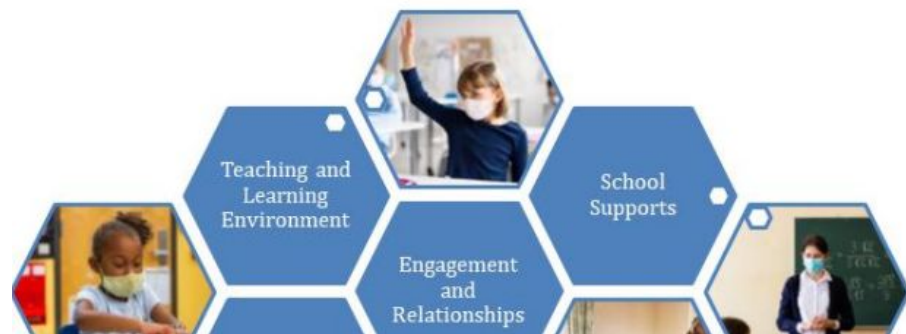 Teaching and
Learning
Environment
School
Supports
Engagement
and
Relationships